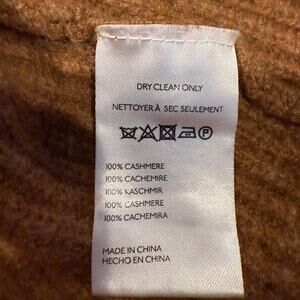 DRY CLEAN ONLY
NETTOYER À SEC SEULEMENT
P
100% CASHMERE
100% CACHEMIRE
100% KASCHMIR
100% CASHMERE
100% CACHEMIRA
MADE IN CHINA
HECHO EN CHINA